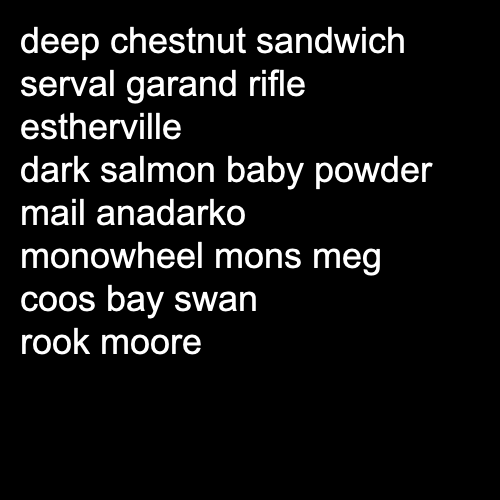 deep chestnut sandwich
serval garand rifle
estherville
dark salmon baby powder
mail anadarko
monowheel mons meg
coos bay swan
rook moore